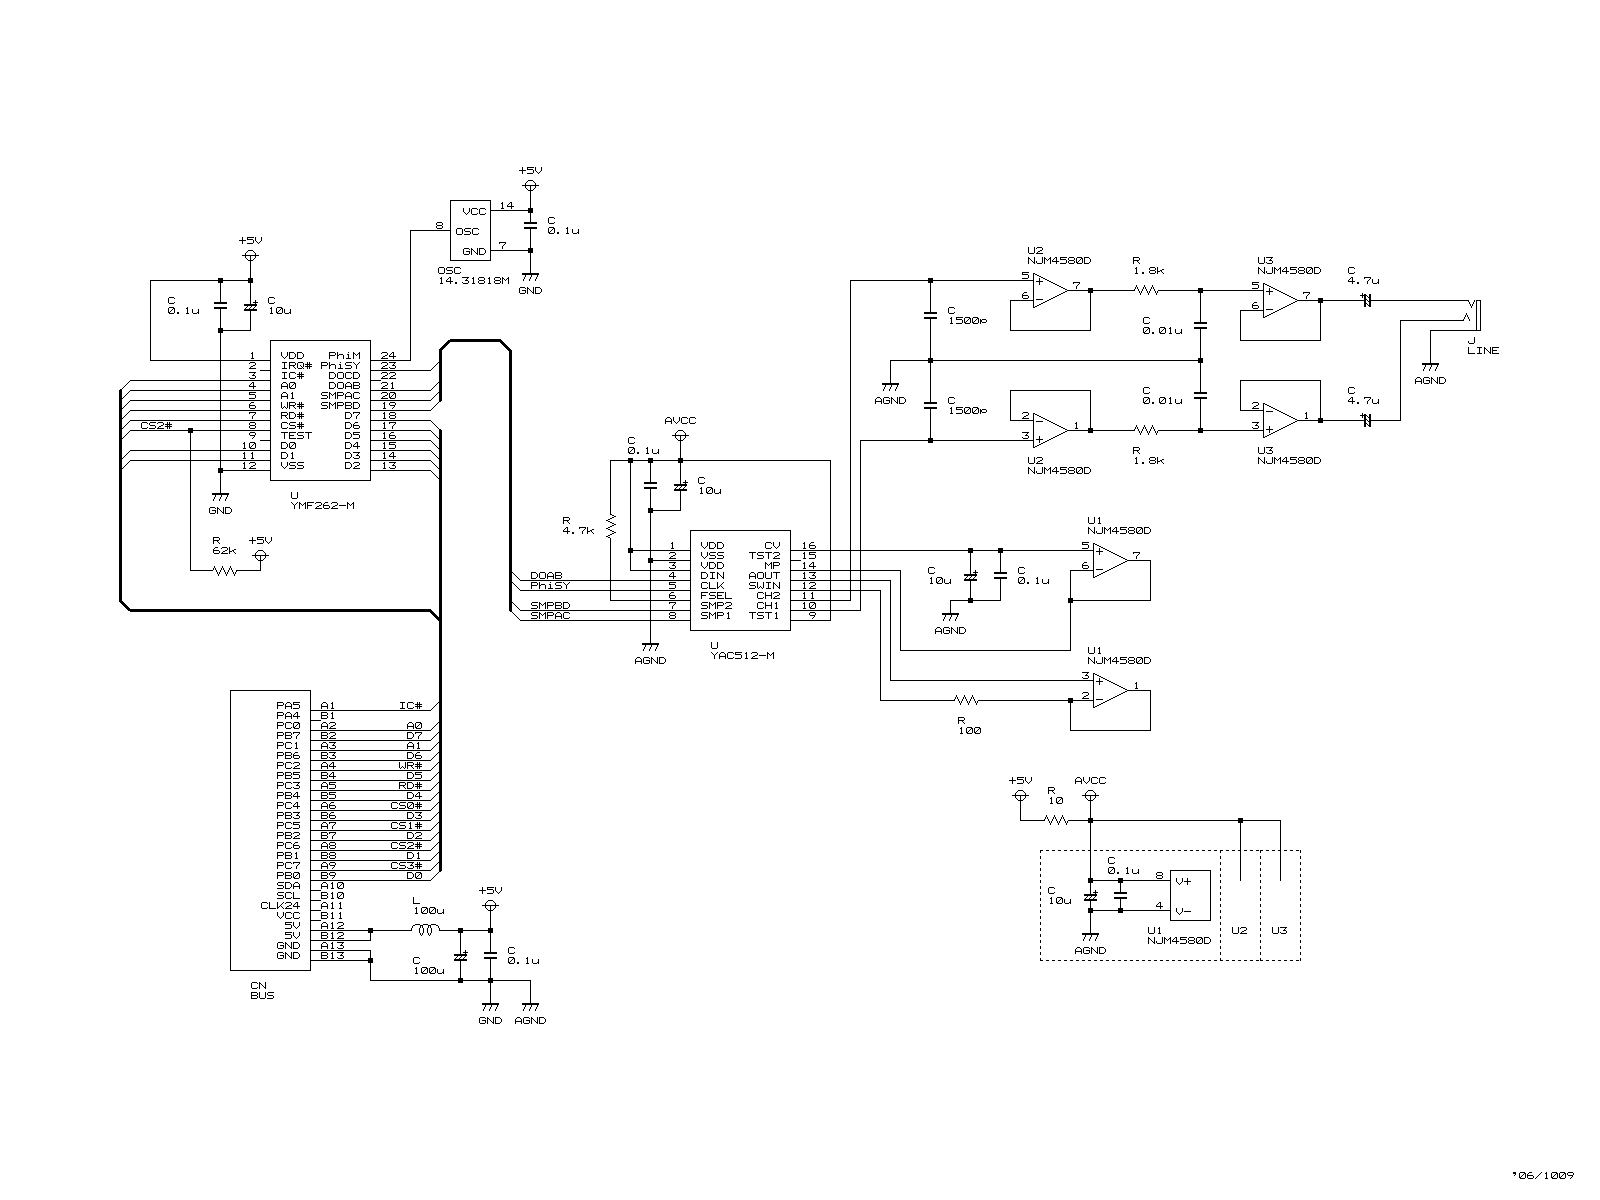 +5V
VCC 14
8 OSC
GND 7
C
0.1u
OSC
14.31818M
GND
+5V
C
0.1u
C
10u
1 VDD PhiM 24
2 IRQ# PhiSY 23
3 IC# DOCD 22
4 A0 DOAB 21
5 A1 SMPAC 20
6 WR# SMPBD 19
7 RD# D7 18
CS2# 8 CS# D6 17
9 TEST D5 16
10 D0 D4 15
11 D1 D3 14
12 VSS D2 13
GND
U
YMF262-M
R
62k
+5V
AVCC
C
0.1u
C
10u
R
4.7k
1 VDD CV 16
2 VSS TST2 15
3 VDD MP 14
DOAB 4 DIN AOUT 13
PhiSY 5 CLK SWIN 12
6 FSEL CH2 11
SMPBD 7 SMP2 CH1 10
SMPAC 8 SMP1 TST1 9
AGND
U
YAC512-M
U2
NJM4580D
5 +
6 -
7
R
1.8k
U3
NJM4580D
5 +
6 -
7
C
4.7u
C
1500p
C
0.01u
J
LINE
AGND
AGND
C
1500p
C
0.01u
2 -
3 +
1
U2
NJM4580D
R
1.8k
2 -
3 +
1
U3
NJM4580D
C
4.7u
U1
NJM4580D
5 +
6 -
7
C
10u
C
0.1u
AGND
U1
NJM4580D
3 +
2 -
1
R
100
PA5 A1 IC#
PA4 B1
PC0 A2 A0
PB7 B2 D7
PC1 A3 A1
PB6 B3 D6
PC2 A4 WR#
PB5 B4 D5
PC3 A5 RD#
PB4 B5 D4
PC4 A6 CS0#
PB3 B6 D3
PC5 A7 CS1#
PB2 B7 D2
PC6 A8 CS2#
PB1 B8 D1
PC7 A9 CS3#
PB0 B9 D0
SDA A10
SCL B10
CLK24 A11
VCC B11
5V A12
5V B12
GND A13
GND B13
CN
BUS
L
100u
+5V
C
100u
C
0.1u
GND AGND
+5V
R
10
AVCC
C
0.1u
C
10u
8 V+
4 V-
AGND
U1
NJM4580D
U2
U3
'06/1009